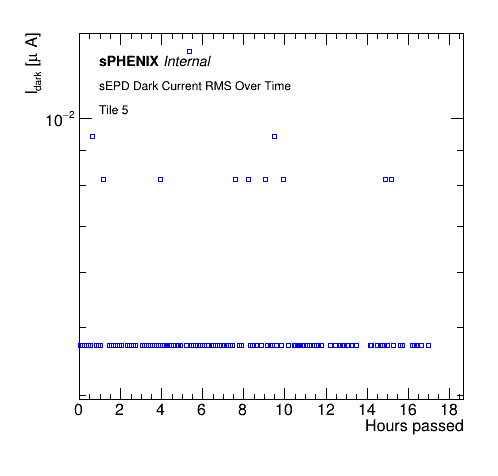 I_dark [μ A]
sPHENIX Internal
sEPD Dark Current RMS Over Time
Tile 5
10⁻²
0 2 4 6 8 10 12 14 16 18
Hours passed